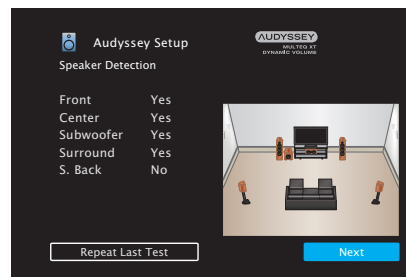 Audyssey Setup
AUDYSSEY
MULTEQ XT
DYNAMIC VOLUME
Speaker Detection
Front Yes
Center Yes
Subwoofer Yes
Surround Yes
S. Back No
Repeat Last Test
Next